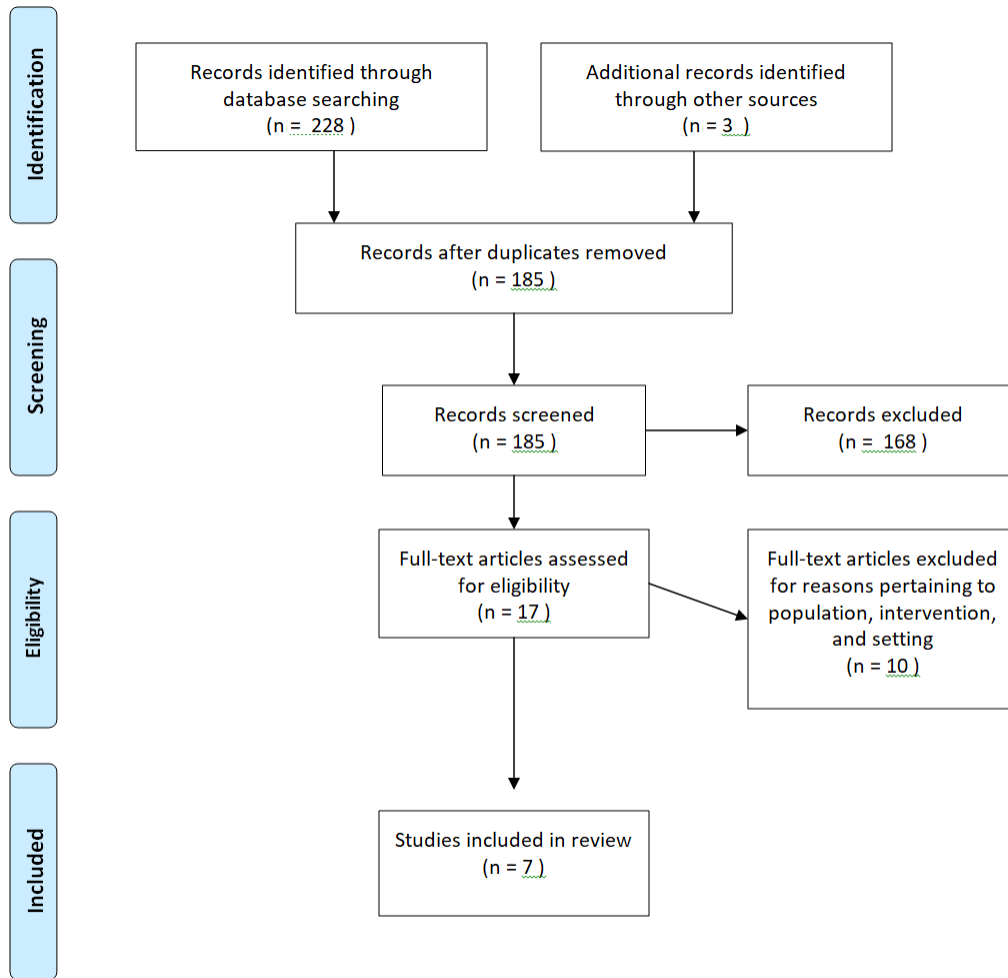 Identification
Records identified through
database searching
(n = 228 )
Additional records identified
through other sources
(n = 3 )
Records after duplicates removed
(n = 185 )
Screening
Records screened
(n = 185 )
Records excluded
(n = 168 )
Eligibility
Full-text articles assessed
for eligibility
(n = 17 )
Full-text articles excluded
for reasons pertaining to
population, intervention,
and setting
(n = 10 )
Included
Studies included in review
(n = 7 )